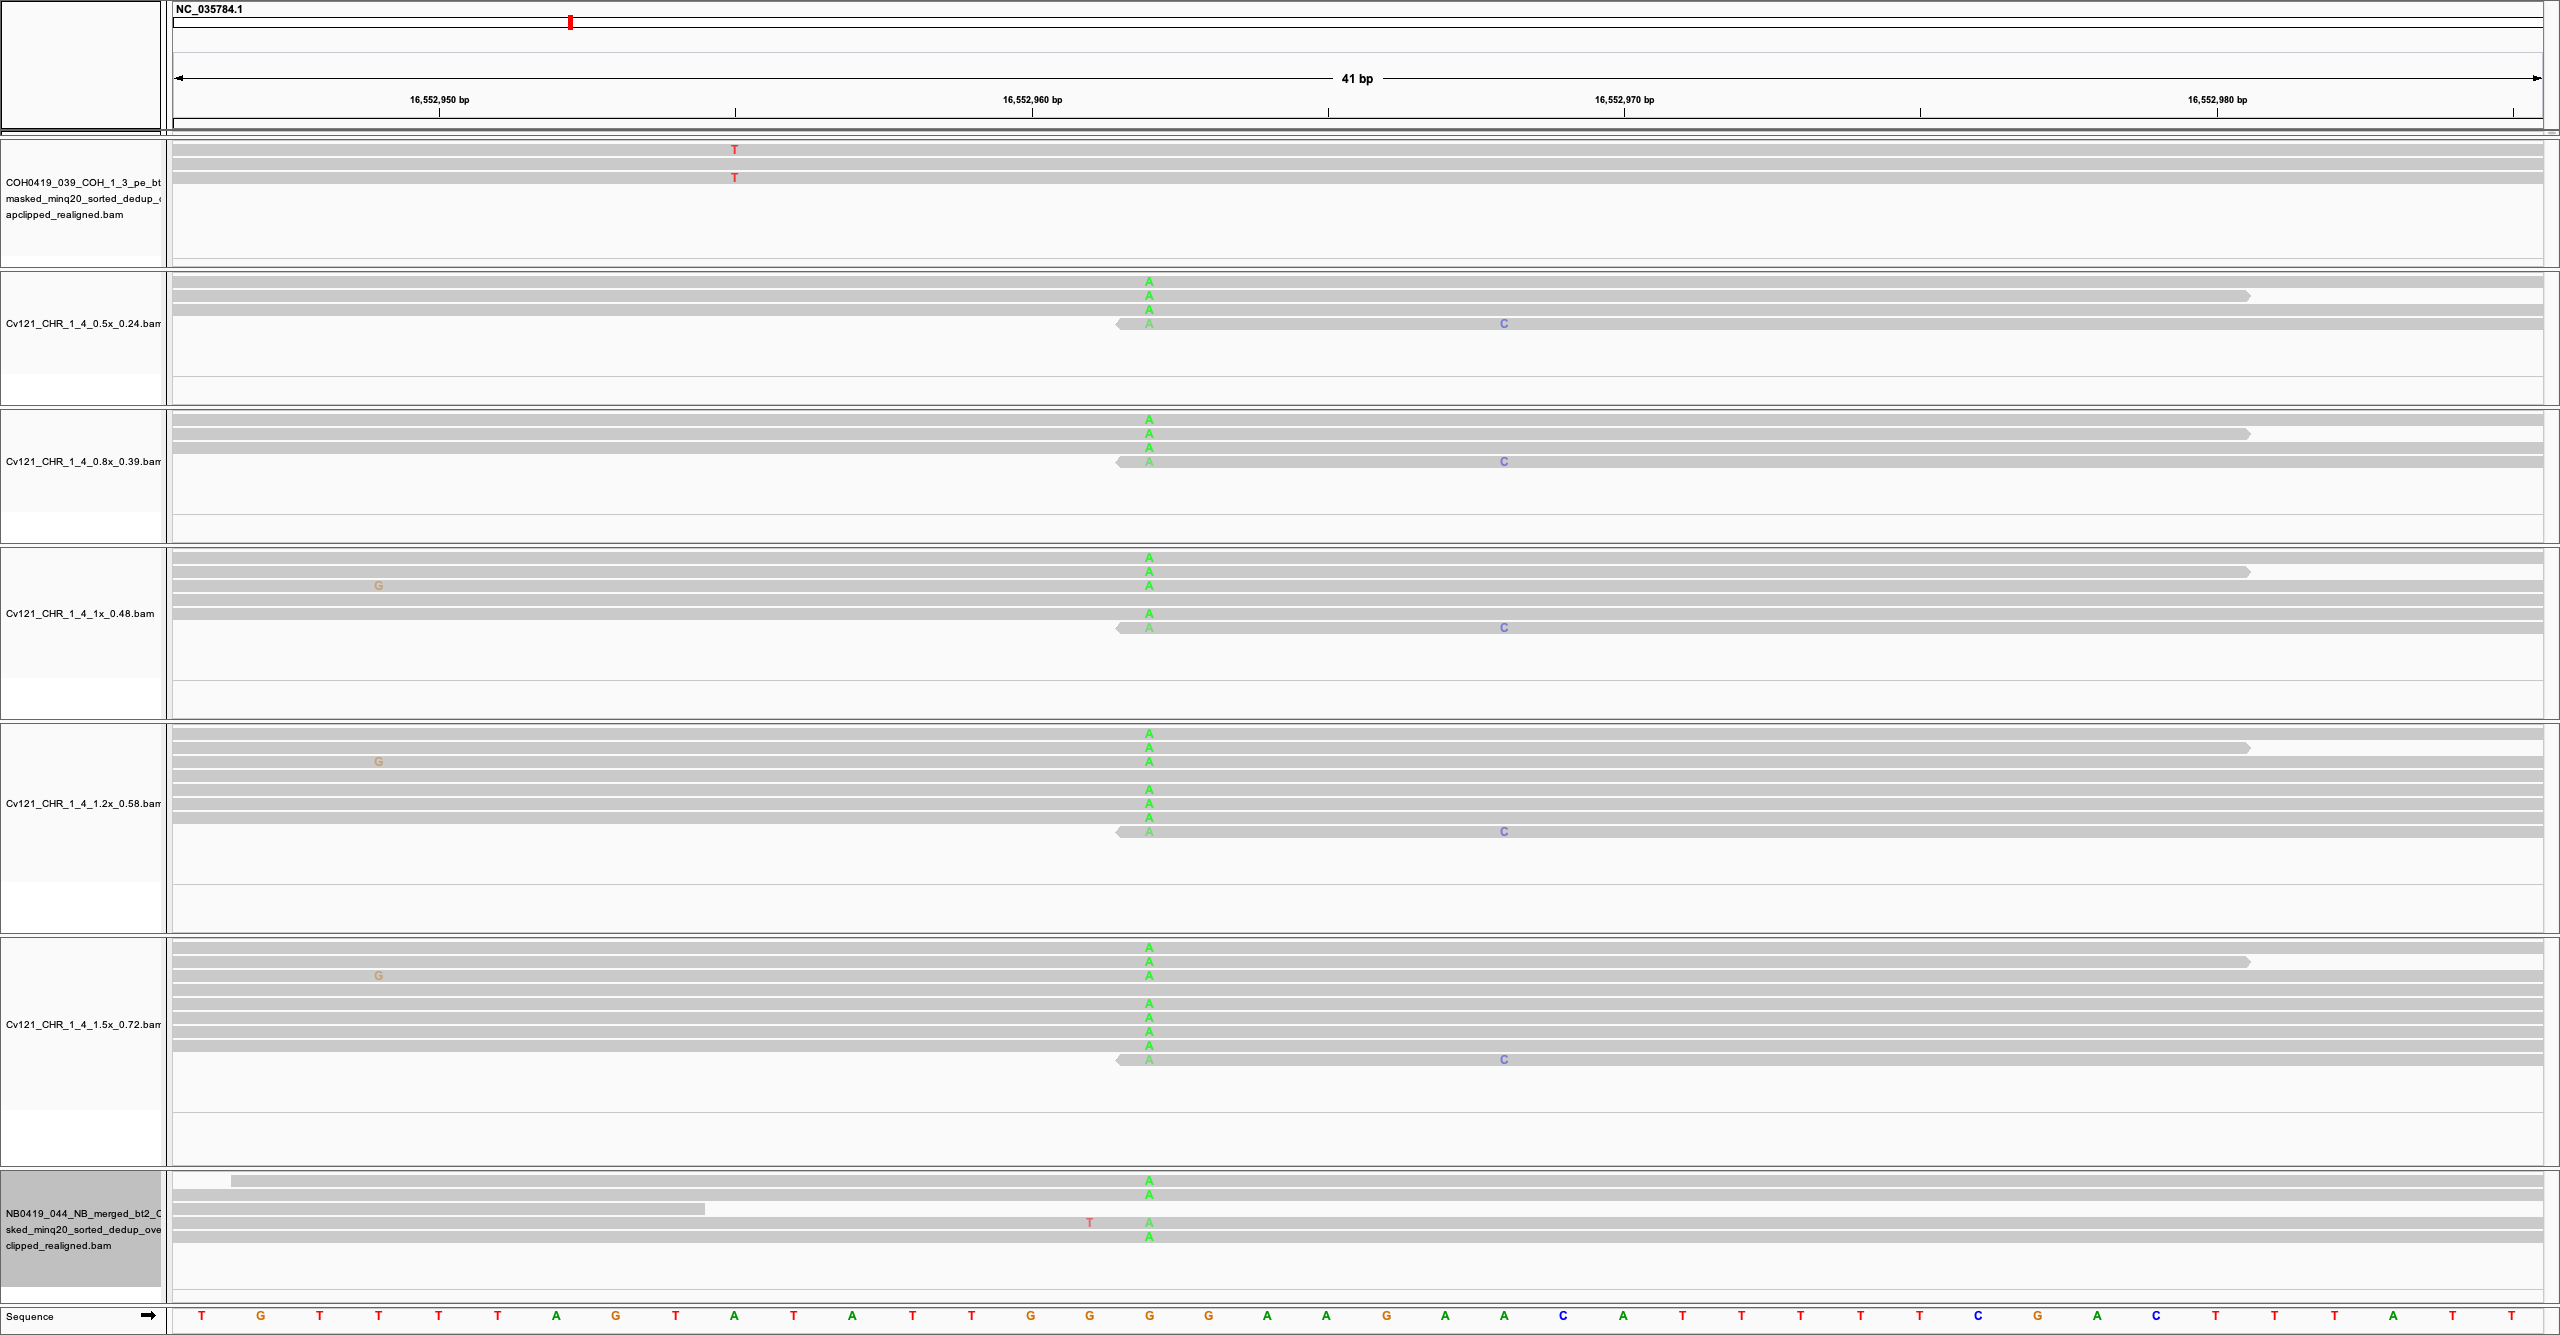 NC_035784.1
41 bp
16,552,950 bp 16,552,960 bp 16,552,970 bp 16,552,980 bp
T
COH0419_039_COH_1_3_pe_bt
T
masked_minq20_sorted_dedup_
apclipped_realigned.bam
A
A
A
Cv121_CHR_1_4_0.5x_0.24.bam
A C
A
A
A
Cv121_CHR_1_4_0.8x_0.39.bam
A C
A
A
G A
Cv121_CHR_1_4_1x_0.48.bam
A
A C
A
A
G A
A
Cv121_CHR_1_4_1.2x_0.58.bam
A
A
A C
A
A
G A
A
Cv121_CHR_1_4_1.5x_0.72.bam
A
A
A
A C
A
A
NB0419_044_NB_merged_bt2_C
T A
sked_minq20_sorted_dedup_ove
A
clipped_realigned.bam
Sequence T G T T T T A G T A T A T T G G G G A A G A A C A T T T T T C G A C T T T A T T